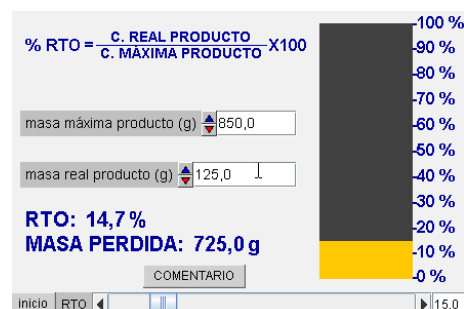 % RTO = C. REAL PRODUCTO / C. MÁXIMA PRODUCTO X100
masa máxima producto (g) 850,0
masa real producto (g) 125,0
RTO: 14,7%
MASA PERDIDA: 725,0 g
COMENTARIO
100 %
90 %
80 %
70 %
60 %
50 %
40 %
30 %
20 %
10 %
0 %
inicio RTO 15.0